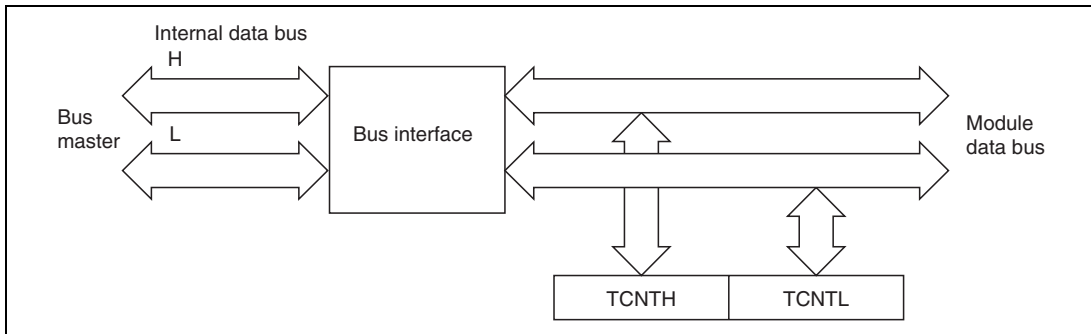 Internal data bus
H
Bus
master
L
Bus interface
Module
data bus
TCNTH
TCNTL